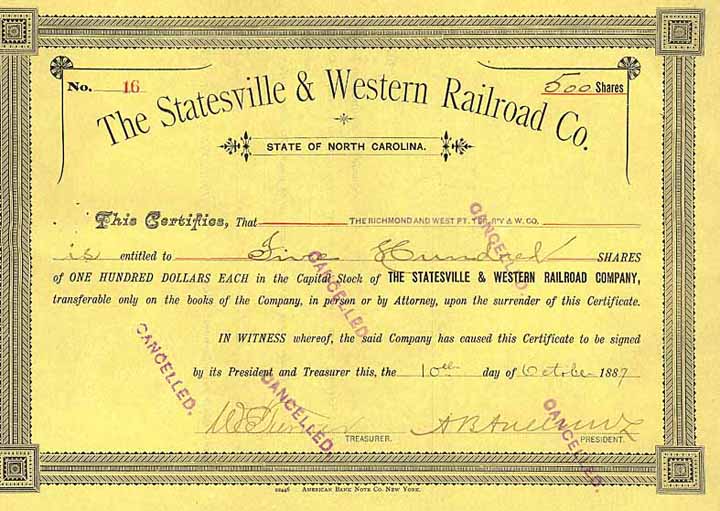 No. 16
500 Shares
The Statesville & Western Railroad Co.
STATE OF NORTH CAROLINA.
This Certifies, That THE RICHMOND AND WEST PT. TER. R'Y & W. CO.
is entitled to Five Hundred SHARES
of ONE HUNDRED DOLLARS EACH in the Capital Stock of THE STATESVILLE & WESTERN RAILROAD COMPANY,
transferable only on the books of the Company, in person or by Attorney, upon the surrender of this Certificate.
IN WITNESS whereof, the said Company has caused this Certificate to be signed
by its President and Treasurer this, the 10th day of October 1887
TREASURER.
PRESIDENT.
CANCELLED.
CANCELLED.
CANCELLED.
CANCELLED
CANCELLED.
AMERICAN BANK NOTE CO. NEW YORK.